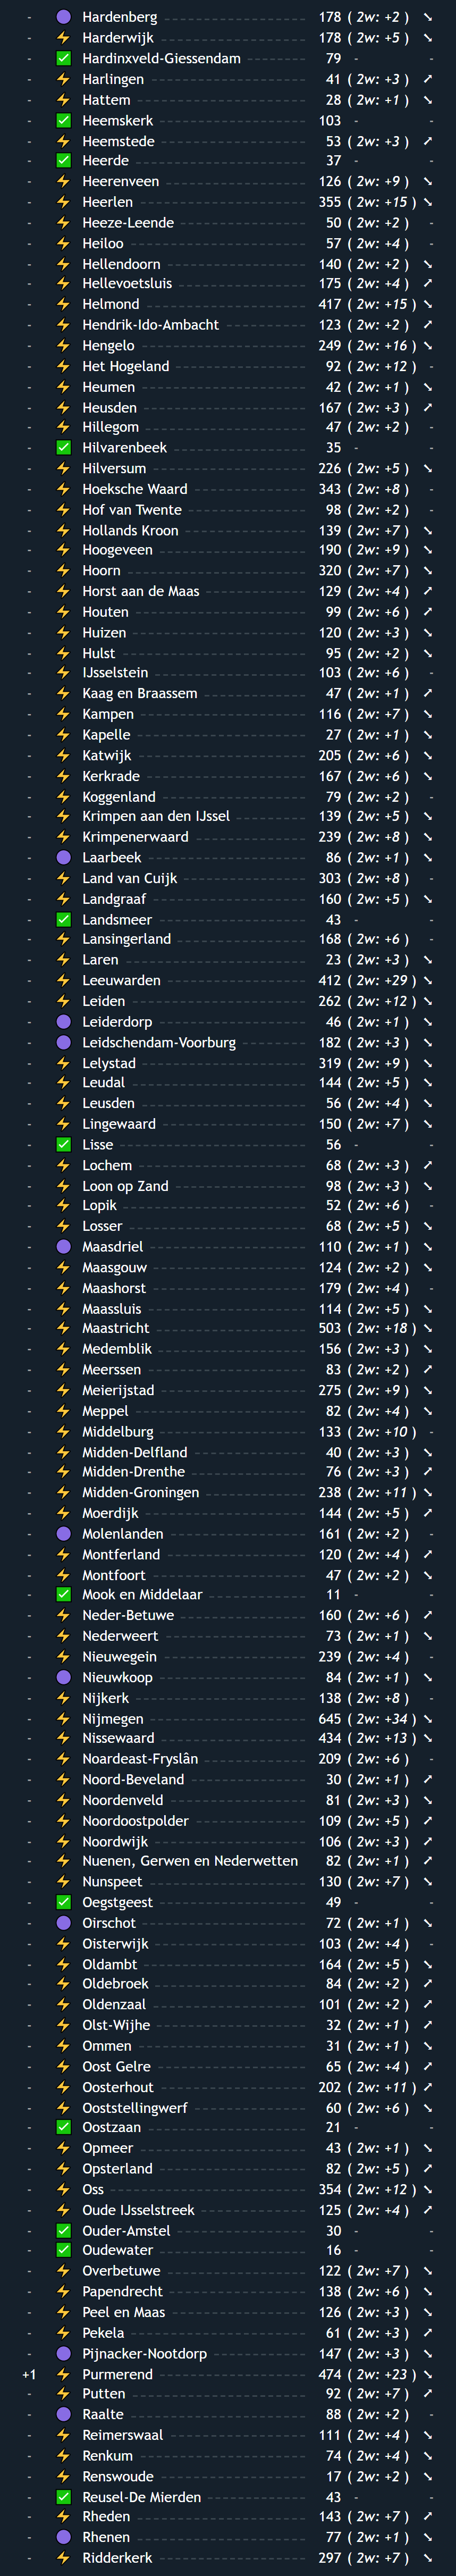 - Hardenberg 178 ( 2w: +2 ) ↘
- Harderwijk 178 ( 2w: +5 ) ↘
- Hardinxveld-Giessendam 79 - -
- Harlingen 41 ( 2w: +3 ) ↗
- Hattem 28 ( 2w: +1 ) ↘
- Heemskerk 103 - -
- Heemstede 53 ( 2w: +3 ) ↗
- Heerde 37 - -
- Heerenveen 126 ( 2w: +9 ) ↘
- Heerlen 355 ( 2w: +15 ) ↘
- Heeze-Leende 50 ( 2w: +2 ) -
- Heiloo 57 ( 2w: +4 ) -
- Hellendoorn 140 ( 2w: +2 ) ↘
- Hellevoetsluis 175 ( 2w: +4 ) ↗
- Helmond 417 ( 2w: +15 ) ↘
- Hendrik-Ido-Ambacht 123 ( 2w: +2 ) ↗
- Hengelo 249 ( 2w: +16 ) ↘
- Het Hogeland 92 ( 2w: +12 ) -
- Heumen 42 ( 2w: +1 ) ↘
- Heusden 167 ( 2w: +3 ) ↗
- Hillegom 47 ( 2w: +2 ) -
- Hilvarenbeek 35 - -
- Hilversum 226 ( 2w: +5 ) ↘
- Hoeksche Waard 343 ( 2w: +8 ) -
- Hof van Twente 98 ( 2w: +2 ) -
- Hollands Kroon 139 ( 2w: +7 ) ↘
- Hoogeveen 190 ( 2w: +9 ) ↘
- Hoorn 320 ( 2w: +7 ) ↘
- Horst aan de Maas 129 ( 2w: +4 ) ↗
- Houten 99 ( 2w: +6 ) ↗
- Huizen 120 ( 2w: +3 ) ↘
- Hulst 95 ( 2w: +2 ) ↘
- IJsselstein 103 ( 2w: +6 ) -
- Kaag en Braassem 47 ( 2w: +1 ) ↗
- Kampen 116 ( 2w: +7 ) ↘
- Kapelle 27 ( 2w: +1 ) ↘
- Katwijk 205 ( 2w: +6 ) ↘
- Kerkrade 167 ( 2w: +6 ) ↘
- Koggenland 79 ( 2w: +2 ) -
- Krimpen aan den IJssel 139 ( 2w: +5 ) ↘
- Krimpenerwaard 239 ( 2w: +8 ) ↘
- Laarbeek 86 ( 2w: +1 ) ↘
- Land van Cuijk 303 ( 2w: +8 ) -
- Landgraaf 160 ( 2w: +5 ) ↘
- Landsmeer 43 - -
- Lansingerland 168 ( 2w: +6 ) -
- Laren 23 ( 2w: +3 ) ↘
- Leeuwarden 412 ( 2w: +29 ) ↘
- Leiden 262 ( 2w: +12 ) ↘
- Leiderdorp 46 ( 2w: +1 ) ↘
- Leidschendam-Voorburg 182 ( 2w: +3 ) ↘
- Lelystad 319 ( 2w: +9 ) ↘
- Leudal 144 ( 2w: +5 ) ↘
- Leusden 56 ( 2w: +4 ) ↘
- Lingewaard 150 ( 2w: +7 ) ↘
- Lisse 56 - -
- Lochem 68 ( 2w: +3 ) ↗
- Loon op Zand 98 ( 2w: +3 ) ↘
- Lopik 52 ( 2w: +6 ) -
- Losser 68 ( 2w: +5 ) ↘
- Maasdriel 110 ( 2w: +1 ) ↘
- Maasgouw 124 ( 2w: +2 ) ↘
- Maashorst 179 ( 2w: +4 ) -
- Maassluis 114 ( 2w: +5 ) ↘
- Maastricht 503 ( 2w: +18 ) ↘
- Medemblik 156 ( 2w: +3 ) ↘
- Meerssen 83 ( 2w: +2 ) ↗
- Meierijstad 275 ( 2w: +9 ) ↘
- Meppel 82 ( 2w: +4 ) ↘
- Middelburg 133 ( 2w: +10 ) -
- Midden-Delfland 40 ( 2w: +3 ) ↘
- Midden-Drenthe 76 ( 2w: +3 ) ↗
- Midden-Groningen 238 ( 2w: +11 ) ↘
- Moerdijk 144 ( 2w: +5 ) ↗
- Molenlanden 161 ( 2w: +2 ) -
- Montferland 120 ( 2w: +4 ) ↗
- Montfoort 47 ( 2w: +2 ) ↘
- Mook en Middelaar 11 - -
- Neder-Betuwe 160 ( 2w: +6 ) ↗
- Nederweert 73 ( 2w: +1 ) ↘
- Nieuwegein 239 ( 2w: +4 ) -
- Nieuwkoop 84 ( 2w: +1 ) ↘
- Nijkerk 138 ( 2w: +8 ) -
- Nijmegen 645 ( 2w: +34 ) ↘
- Nissewaard 434 ( 2w: +13 ) ↘
- Noardeast-Fryslân 209 ( 2w: +6 ) -
- Noord-Beveland 30 ( 2w: +1 ) ↗
- Noordenveld 81 ( 2w: +3 ) ↘
- Noordoostpolder 109 ( 2w: +5 ) ↗
- Noordwijk 106 ( 2w: +3 ) ↗
- Nuenen, Gerwen en Nederwetten 82 ( 2w: +1 ) ↗
- Nunspeet 130 ( 2w: +7 ) ↘
- Oegstgeest 49 - -
- Oirschot 72 ( 2w: +1 ) ↘
- Oisterwijk 103 ( 2w: +4 ) -
- Oldambt 164 ( 2w: +5 ) ↘
- Oldebroek 84 ( 2w: +2 ) ↗
- Oldenzaal 101 ( 2w: +2 ) ↗
- Olst-Wijhe 32 ( 2w: +1 ) ↗
- Ommen 31 ( 2w: +1 ) ↘
- Oost Gelre 65 ( 2w: +4 ) ↗
- Oosterhout 202 ( 2w: +11 ) ↗
- Ooststellingwerf 60 ( 2w: +6 ) ↘
- Oostzaan 21 - -
- Opmeer 43 ( 2w: +1 ) ↘
- Opsterland 82 ( 2w: +5 ) ↗
- Oss 354 ( 2w: +12 ) ↘
- Oude IJsselstreek 125 ( 2w: +4 ) ↗
- Ouder-Amstel 30 - -
- Oudewater 16 - -
- Overbetuwe 122 ( 2w: +7 ) ↘
- Papendrecht 138 ( 2w: +6 ) ↘
- Peel en Maas 126 ( 2w: +3 ) ↘
- Pekela 61 ( 2w: +3 ) ↗
- Pijnacker-Nootdorp 147 ( 2w: +3 ) ↘
+1 Purmerend 474 ( 2w: +23 ) ↘
- Putten 92 ( 2w: +7 ) ↗
- Raalte 88 ( 2w: +2 ) -
- Reimerswaal 111 ( 2w: +4 ) ↘
- Renkum 74 ( 2w: +4 ) ↘
- Renswoude 17 ( 2w: +2 ) ↘
- Reusel-De Mierden 43 - -
- Rheden 143 ( 2w: +7 ) ↗
- Rhenen 77 ( 2w: +1 ) ↘
- Ridderkerk 297 ( 2w: +7 ) ↘